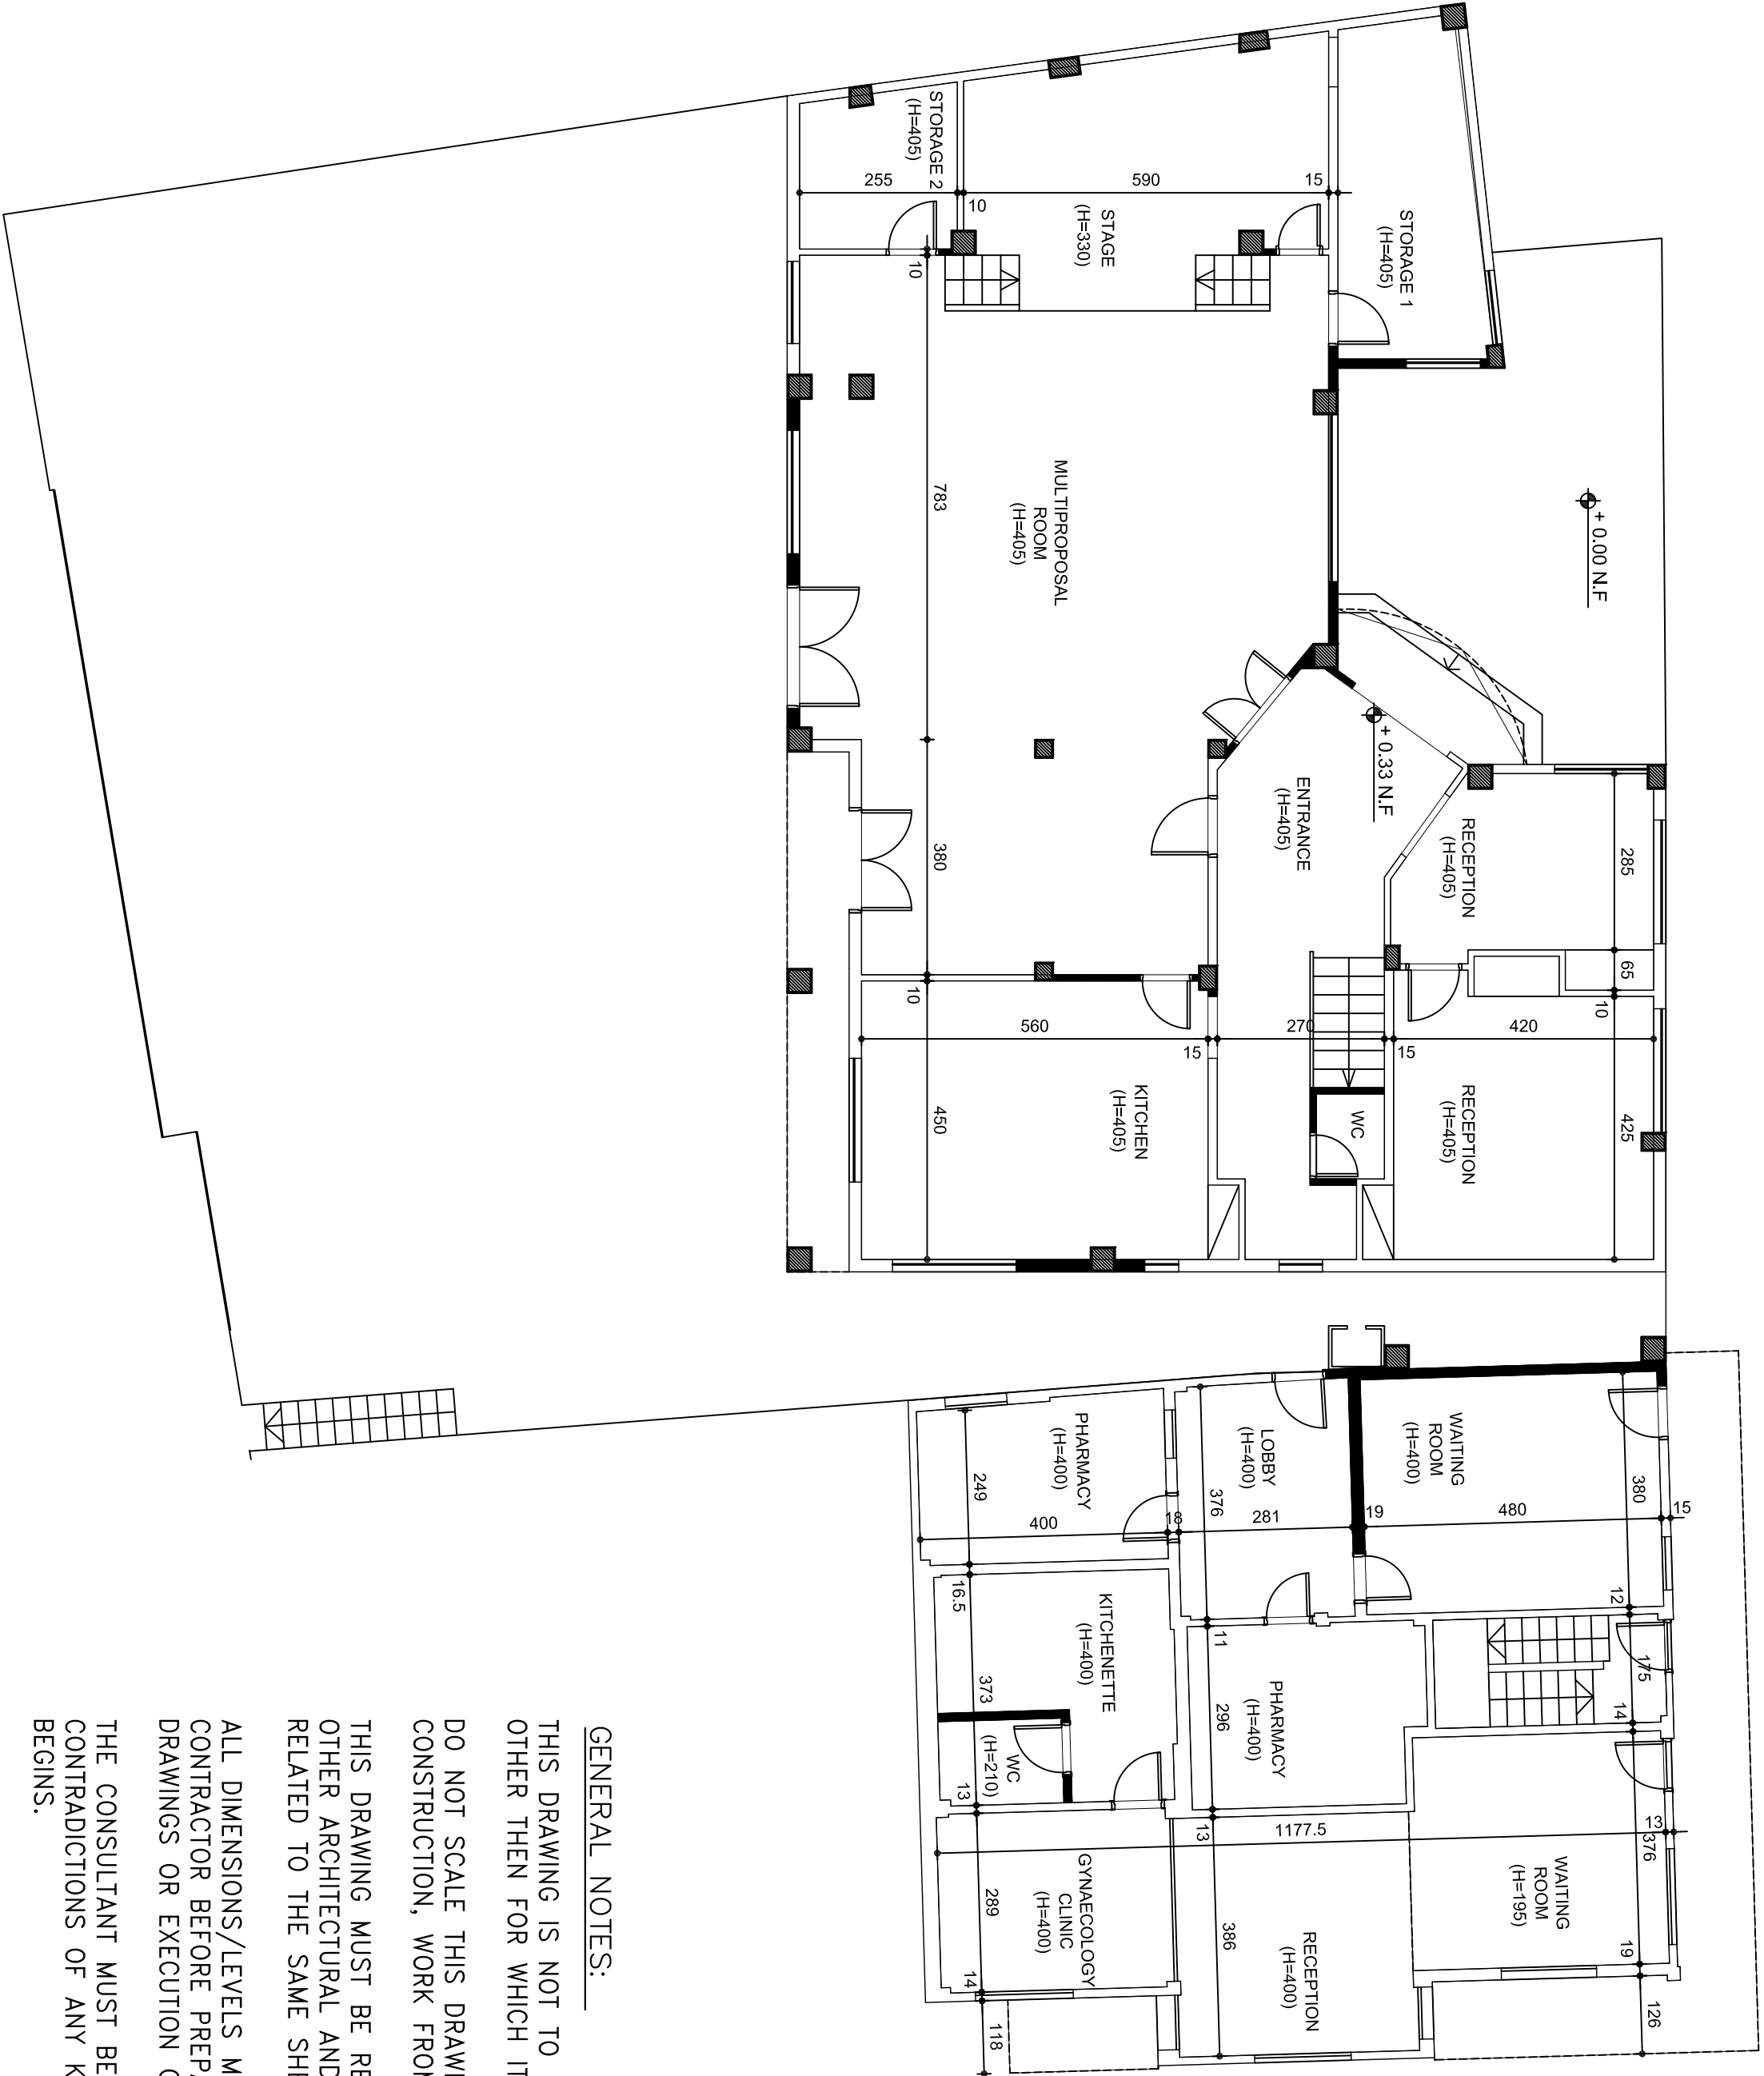 STORAGE 1
(H=405)
+ 0.00 N.F
15
590
10
255
STAGE
(H=330)
STORAGE 2
(H=405)
10
MULTIPROPOSAL
ROOM
(H=405)
783
380
10
450
+ 0.33 N.F
ENTRANCE
(H=405)
RECEPTION
(H=405)
285
65
10
425
RECEPTION
(H=405)
420
15
270
15
560
WC
KITCHEN
(H=405)
WAITING
ROOM
(H=400)
380
15
480
19
281
18
400
12
LOBBY
(H=400)
376
11
PHARMACY
(H=400)
249
16.5
KITCHENETTE
(H=400)
373
WC
(H=210)
13
PHARMACY
(H=400)
296
13
175
14
13
376
1177.5
WAITING
ROOM
(H=195)
19
126
RECEPTION
(H=400)
386
GYNAECOLOGY
CLINIC
(H=400)
289
14
118
GENERAL NOTES:
THIS DRAWING IS NOT TO
OTHER THEN FOR WHICH IT
DO NOT SCALE THIS
CONSTRUCTION, WORK
THIS DRAWING MUST BE
OTHER ARCHITECTURAL AND
RELATED TO THE SAME
ALL DIMENSIONS/LEVELS
CONTRACTOR BEFORE
DRAWINGS OR EXECUTION
THE CONSULTANT MUST BE
CONTRADICTIONS OF ANY
BEGINS.